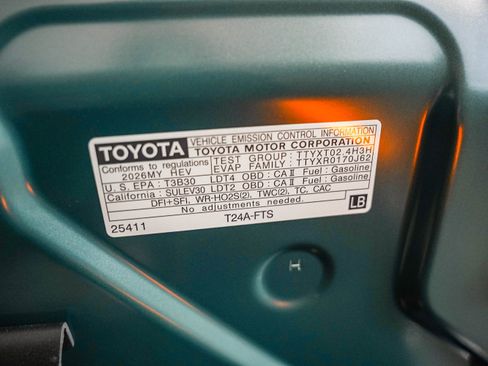 TOYOTA VEHICLE EMISSION CONTROL INFORMATION
TOYOTA MOTOR CORPORATION
Conforms to regulations TEST GROUP : TTYXT02.4H3H
2026MY HEV EVAP FAMILY : TTYXR0170J62
U.S. EPA : T3B30 LDT4 OBD : CA II Fuel : Gasoline
California : SULEV30 LDT2 OBD : CA II Fuel : Gasoline
DFI+SFI, WR-HO2S(2), TWC(2), TC, CAC
No adjustments needed.
25411 T24A-FTS LB
H